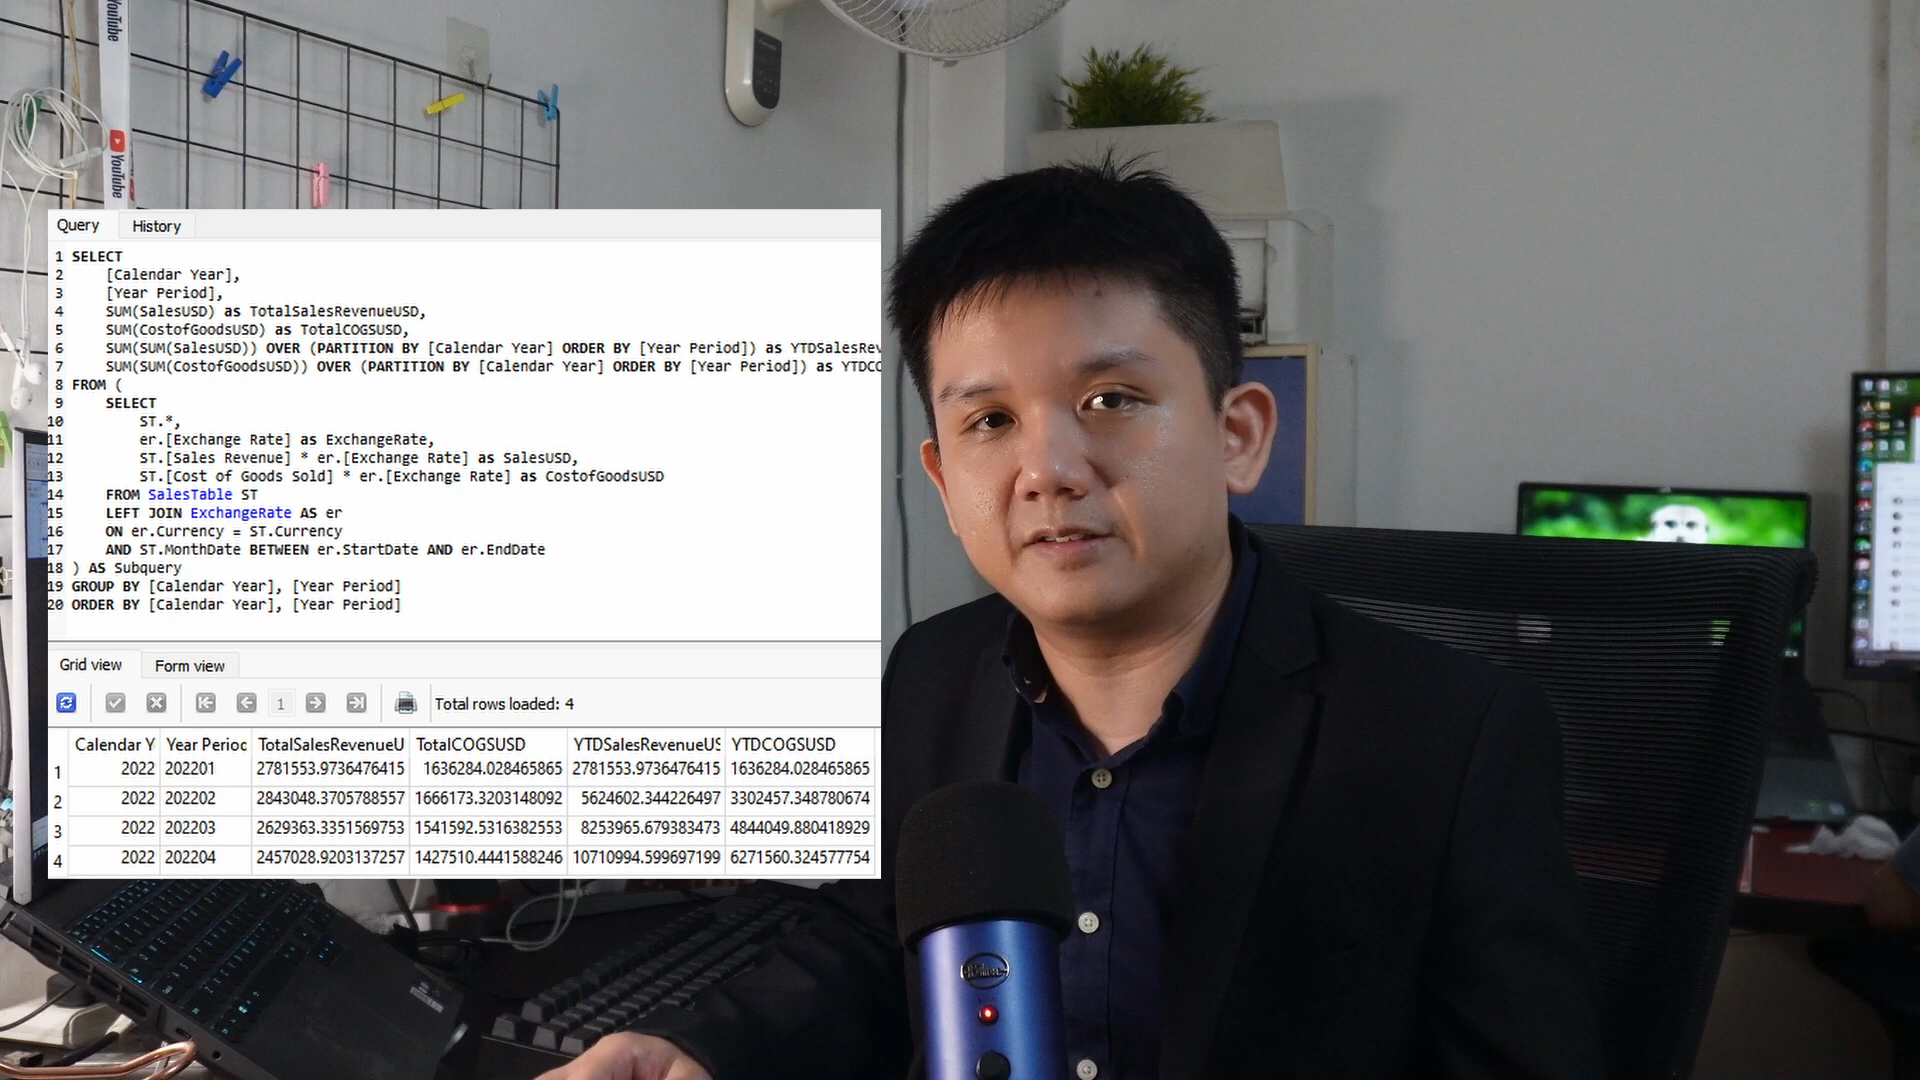 YouTube
YouTube
Query History
1 SELECT
2 [Calendar Year],
3 [Year Period],
4 SUM(SalesUSD) as TotalSalesRevenueUSD,
5 SUM(CostofGoodsUSD) as TotalCOGSUSD,
6 SUM(SUM(SalesUSD)) OVER (PARTITION BY [Calendar Year] ORDER BY [Year Period]) as YTDSalesRev
7 SUM(SUM(CostofGoodsUSD)) OVER (PARTITION BY [Calendar Year] ORDER BY [Year Period]) as YTDCO
8 FROM (
9 SELECT
10 ST.*,
11 er.[Exchange Rate] as ExchangeRate,
12 ST.[Sales Revenue] * er.[Exchange Rate] as SalesUSD,
13 ST.[Cost of Goods Sold] * er.[Exchange Rate] as CostofGoodsUSD
14 FROM SalesTable ST
15 LEFT JOIN ExchangeRate AS er
16 ON er.Currency = ST.Currency
17 AND ST.MonthDate BETWEEN er.StartDate AND er.EndDate
18 ) AS Subquery
19 GROUP BY [Calendar Year], [Year Period]
20 ORDER BY [Calendar Year], [Year Period]
Grid view Form view
1 Total rows loaded: 4
Calendar Y Year Period TotalSalesRevenueU TotalCOGSUSD YTDSalesRevenueUS YTDCOGSUSD
1 2022 202201 2781553.9736476415 1636284.028465865 2781553.9736476415 1636284.028465865
2 2022 202202 2843048.3705788557 1666173.3203148092 5624602.344226497 3302457.348780674
3 2022 202203 2629363.3351569753 1541592.5316382553 8253965.679383473 4844049.880418929
4 2022 202204 2457028.9203137257 1427510.4441588246 10710994.599697199 6271560.324577754